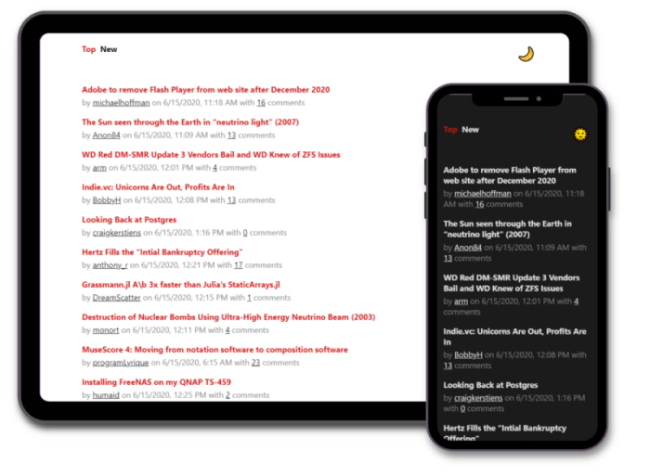 Top New
Adobe to remove Flash Player from web site after December 2020
by michaelhoffman on 6/15/2020, 11:18 AM with 16 comments
The Sun seen through the Earth in "neutrino light" (2007)
by Anon84 on 6/15/2020, 11:09 AM with 13 comments
WD Red DM-SMR Update 3 Vendors Bail and WD Knew of ZFS Issues
by arm on 6/15/2020, 12:01 PM with 4 comments
Indie.vc: Unicorns Are Out, Profits Are In
by BobbyH on 6/15/2020, 12:08 PM with 13 comments
Looking Back at Postgres
by craigkerstiens on 6/15/2020, 1:16 PM with 0 comments
Hertz Fills the "Intial Bankruptcy Offering"
by anthony_r on 6/15/2020, 12:21 PM with 17 comments
Grassmann.jl A\b 3x faster than Julia's StaticArrays.jl
by DreamScatter on 6/15/2020, 12:15 PM with 1 comments
Destruction of Nuclear Bombs Using Ultra-High Energy Neutrino Beam (2003)
by monort on 6/15/2020, 12:11 PM with 4 comments
MuseScore 4: Moving from notation software to composition software
by programLyrique on 6/15/2020, 6:15 AM with 23 comments
Installing FreeNAS on my QNAP TS-459
by humaid on 6/15/2020, 12:25 PM with 2 comments
Top New
Adobe to remove Flash Player from
web site after December 2020
by michaelhoffman on 6/15/2020, 11:18
AM with 16 comments
The Sun seen through the Earth in
"neutrino light" (2007)
by Anon84 on 6/15/2020, 11:09 AM with
13 comments
WD Red DM-SMR Update 3 Vendors
Bail and WD Knew of ZFS Issues
by arm on 6/15/2020, 12:01 PM with 4
comments
Indie.vc: Unicorns Are Out, Profits Are
In
by BobbyH on 6/15/2020, 12:08 PM with
13 comments
Looking Back at Postgres
by craigkerstiens on 6/15/2020, 1:16 PM
with 0 comments
Hertz Fills the "Intial Bankruptcy
Offering"